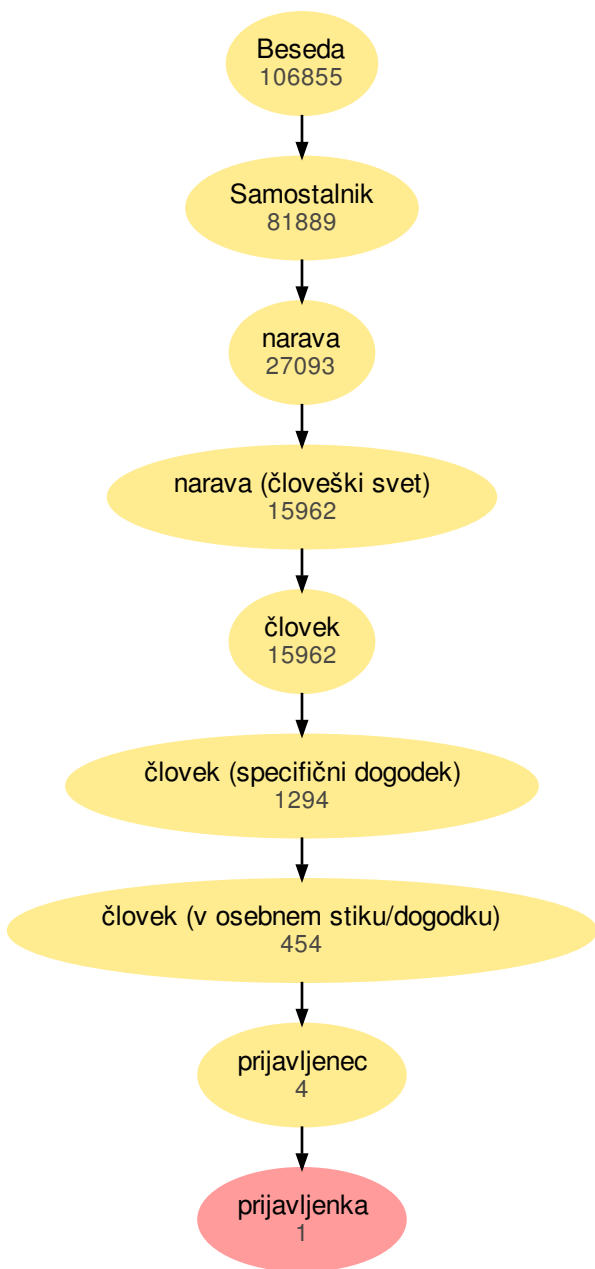 Beseda
106855
Samostalnik
81889
narava
27093
narava (človeški svet)
15962
človek
15962
človek (specifični dogodek)
1294
človek (v osebnem stiku/dogodku)
454
prijavljenec
4
prijavljenka
1